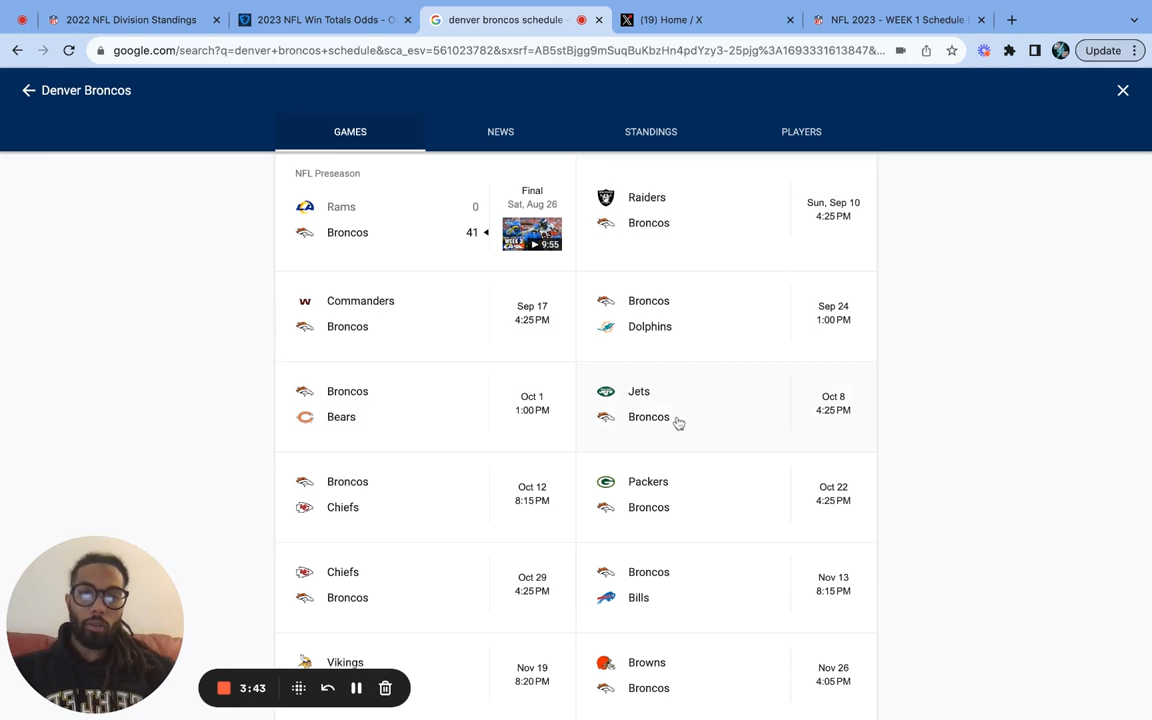 2022 NFL Division Standings
2023 NFL Win Totals Odds - O
denver broncos schedule -
(19) Home / X
NFL 2023 - WEEK 1 Schedule
google.com/search?q=denver+broncos+schedule&sca_esv=561023782&sxsrf=AB5stBjgg9mSuqBuKbzHn4pdVzy3-25pjg%3A1693331613847&...
Update
Denver Broncos
GAMES
NEWS
STANDINGS
PLAYERS
NFL Preseason
Rams 0
Broncos 41
Final
Sat, Aug 26
9:55
Raiders
Broncos
Sun, Sep 10
4:25 PM
Commanders
Broncos
Sep 17
4:25 PM
Broncos
Dolphins
Sep 24
1:00 PM
Broncos
Bears
Oct 1
1:00 PM
Jets
Broncos
Oct 8
4:25 PM
Broncos
Chiefs
Oct 12
8:15 PM
Packers
Broncos
Oct 22
4:25 PM
Chiefs
Broncos
Oct 29
4:25 PM
Broncos
Bills
Nov 13
8:15 PM
Vikings
Nov 19
8:20 PM
Browns
Broncos
Nov 26
4:05 PM
3:43